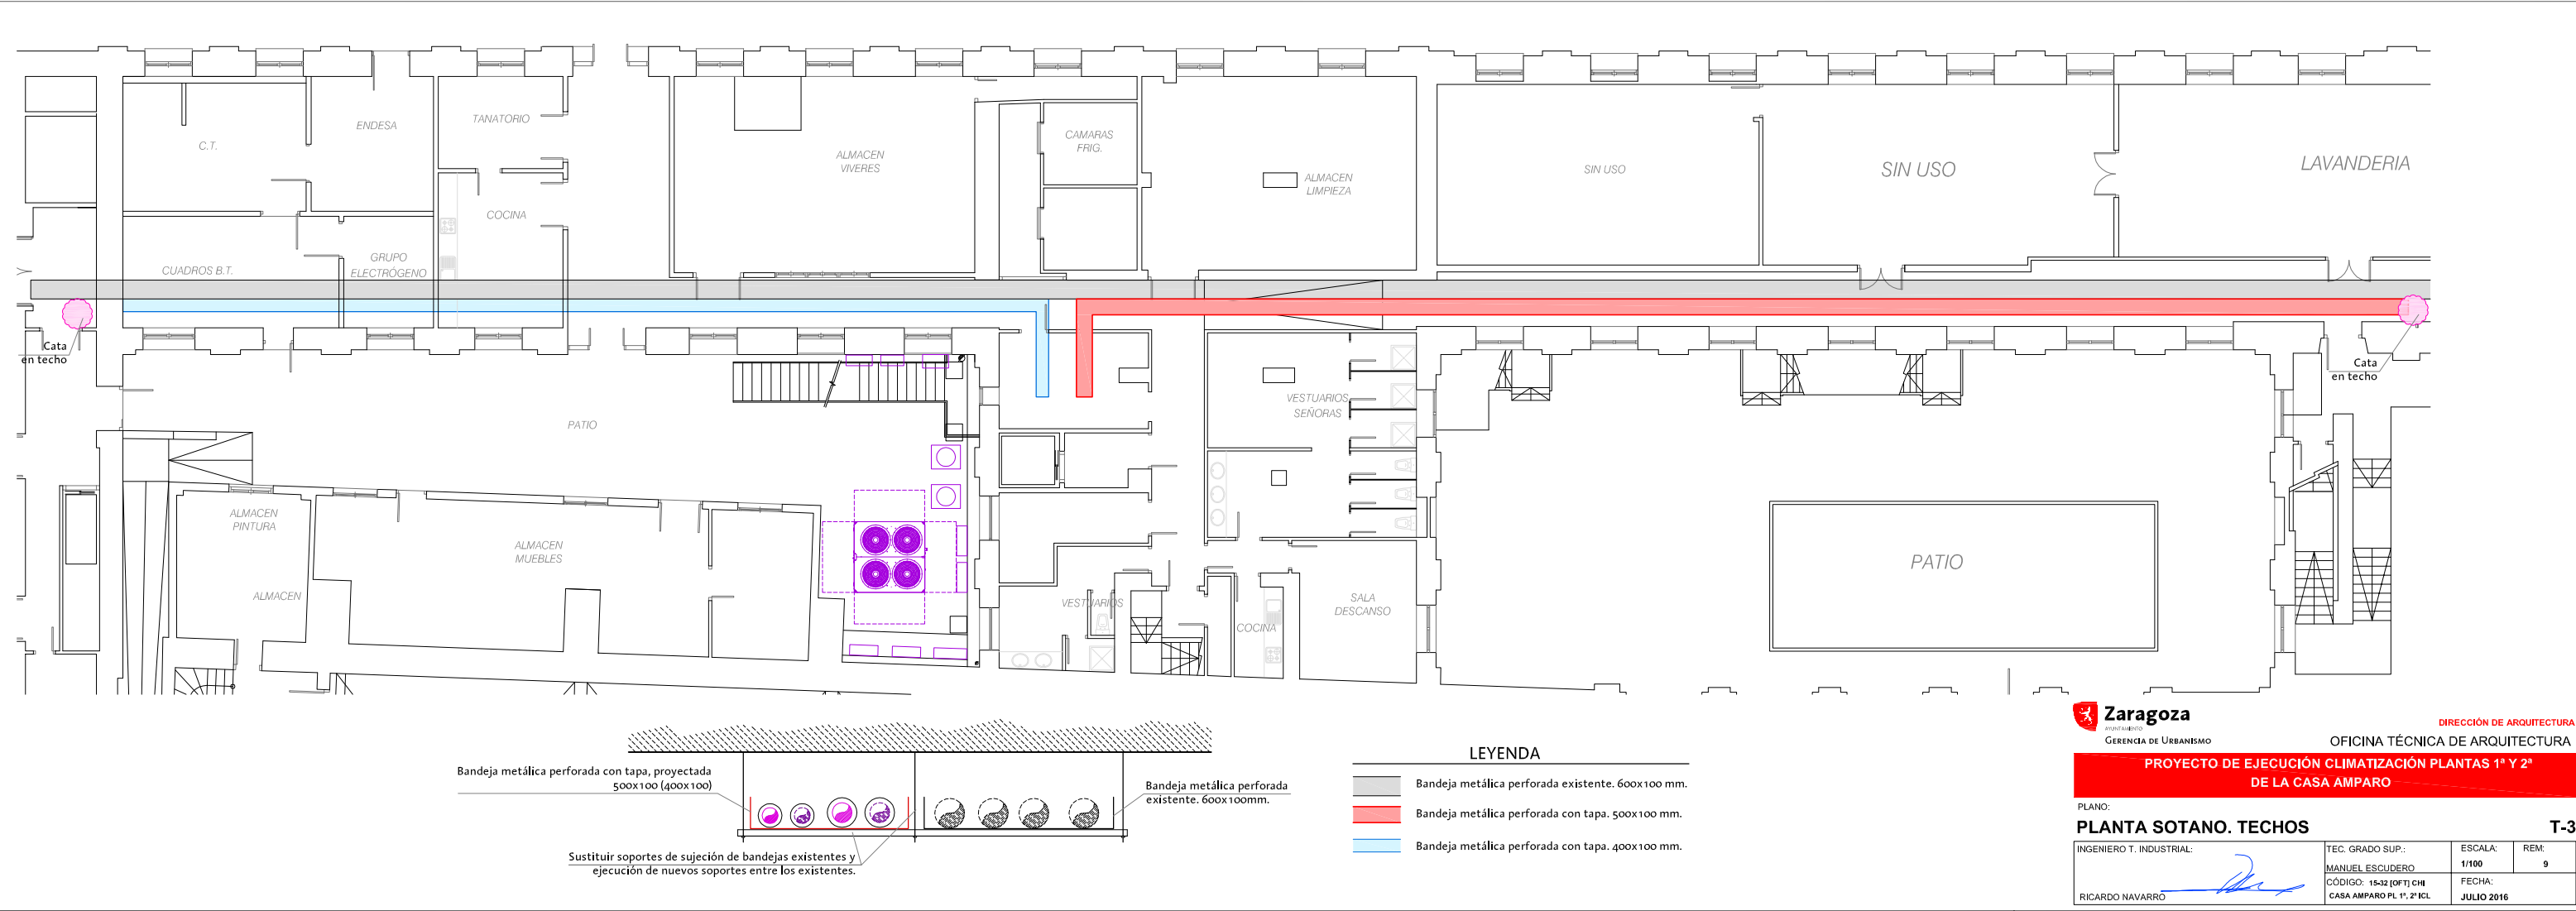 C.T.
ENDESA
TANATORIO
COCINA
CUADROS B.T.
GRUPO
ELECTRÓGENO
ALMACEN
VIVERES
CAMARAS
FRIG.
ALMACEN
LIMPIEZA
SIN USO
SIN USO
LAVANDERIA
Cata
en techo
Cata
en techo
PATIO
VESTUARIOS
SEÑORAS
ALMACEN
PINTURA
ALMACEN
MUEBLES
ALMACEN
VESTUARIOS
COCINA
SALA
DESCANSO
PATIO
Bandeja metálica perforada con tapa, proyectada
500x100 (400x100)
Bandeja metálica perforada
existente. 600x100mm.
Sustituir soportes de sujeción de bandejas existentes y
ejecución de nuevos soportes entre los existentes.
LEYENDA
Bandeja metálica perforada existente. 600x100 mm.
Bandeja metálica perforada con tapa. 500x100 mm.
Bandeja metálica perforada con tapa. 400x100 mm.
Zaragoza
AYUNTAMIENTO
GERENCIA DE URBANISMO
DIRECCIÓN DE ARQUITECTURA
OFICINA TÉCNICA DE ARQUITECTURA
PROYECTO DE EJECUCIÓN CLIMATIZACIÓN PLANTAS 1ª Y 2ª
DE LA CASA AMPARO
PLANO:
PLANTA SOTANO. TECHOS T-3
INGENIERO T. INDUSTRIAL:
RICARDO NAVARRO
TEC. GRADO SUP.:
MANUEL ESCUDERO
CÓDIGO: 15-32 [OFT] CHI
CASA AMPARO PL 1ª, 2ª ICL
ESCALA:
1/100
REM:
9
FECHA:
JULIO 2016